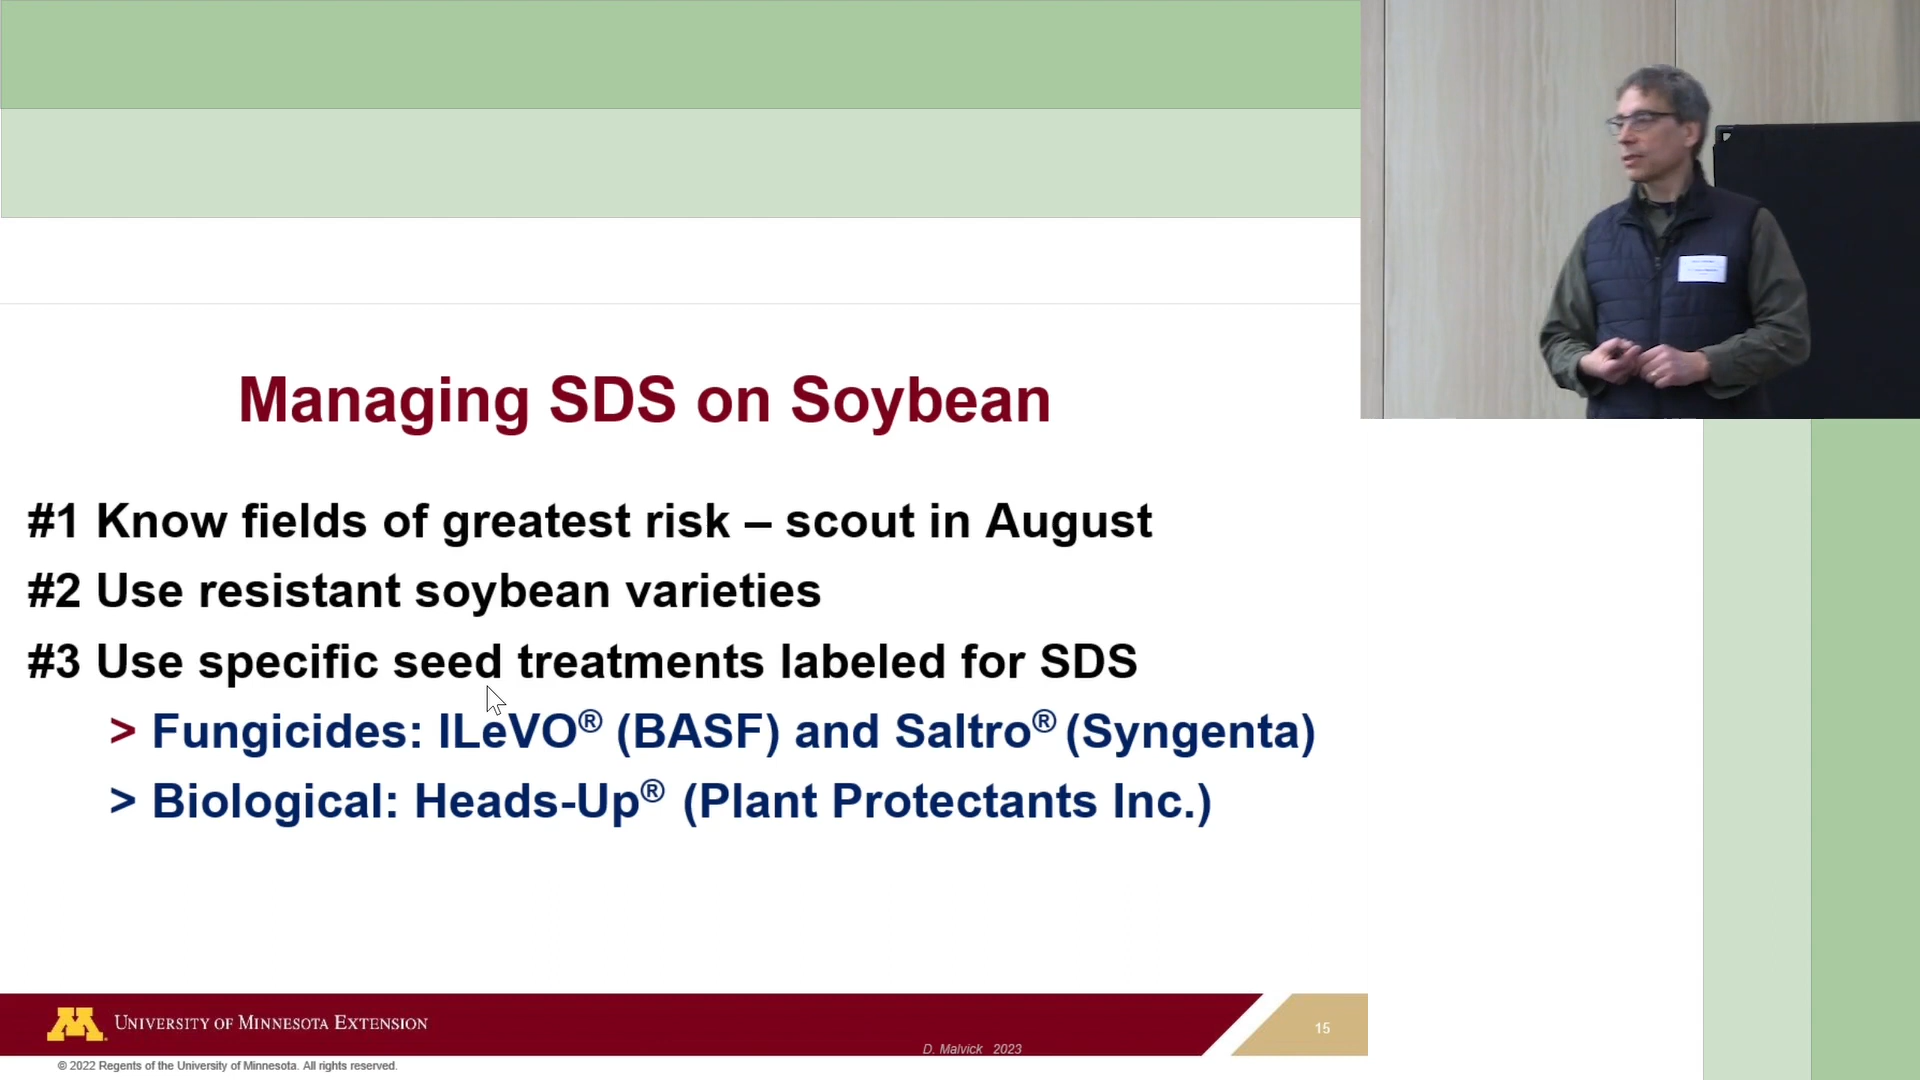 Managing SDS on Soybean
#1 Know fields of greatest risk – scout in August
#2 Use resistant soybean varieties
#3 Use specific seed treatments labeled for SDS
> Fungicides: ILeVO® (BASF) and Saltro® (Syngenta)
> Biological: Heads-Up® (Plant Protectants Inc.)
UNIVERSITY OF MINNESOTA EXTENSION
15
D. Malvick 2023
© 2022 Regents of the University of Minnesota. All rights reserved.